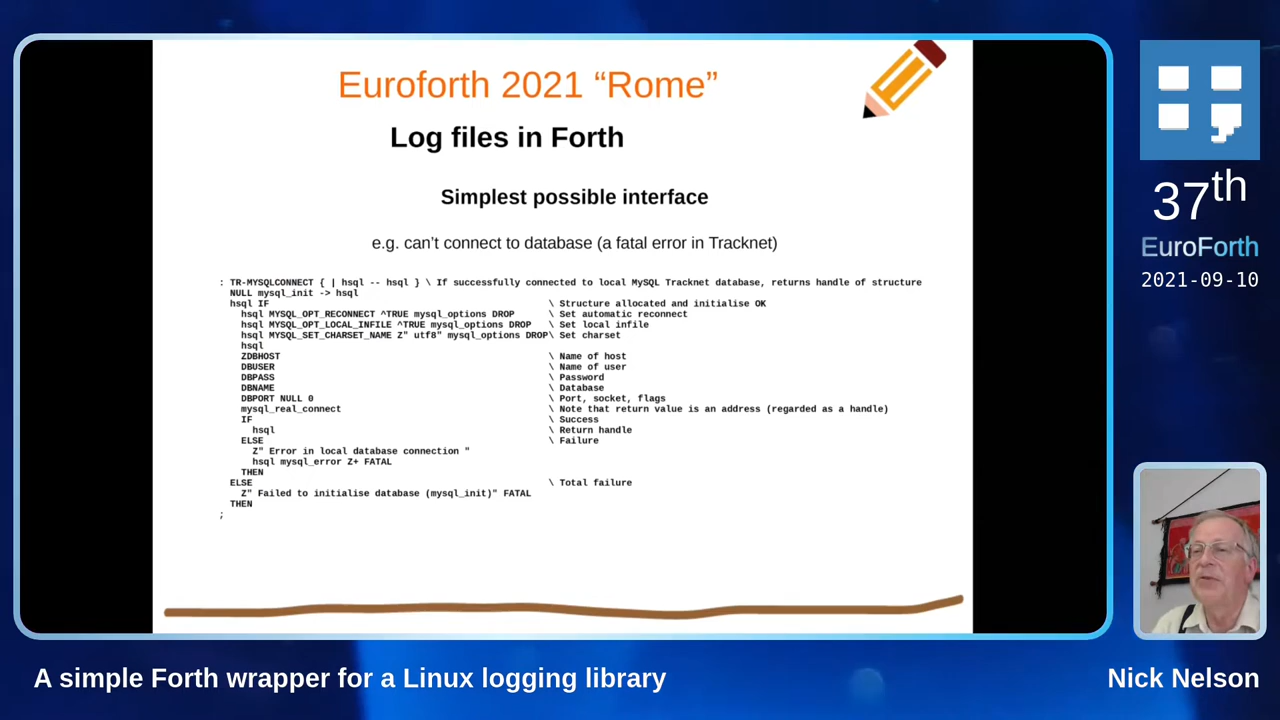 Euroforth 2021 “Rome”
Log files in Forth
Simplest possible interface
e.g. can’t connect to database (a fatal error in Tracknet)
: TR-MYSQLCONNECT { | hsql -- hsql } \ If successfully connected to local MySQL Tracknet database, returns handle of structure
NULL mysql_init -> hsql
hsql IF \ Structure allocated and initialise OK
hsql MYSQL_OPT_RECONNECT ^TRUE mysql_options DROP \ Set automatic reconnect
hsql MYSQL_OPT_LOCAL_INFILE ^TRUE mysql_options DROP \ Set local infile
hsql MYSQL_SET_CHARSET_NAME Z" utf8" mysql_options DROP\ Set charset
hsql
ZDBHOST \ Name of host
DBUSER \ Name of user
DBPASS \ Password
DBNAME \ Database
DBPORT NULL 0 \ Port, socket, flags
mysql_real_connect \ Note that return value is an address (regarded as a handle)
IF \ Success
hsql \ Return handle
ELSE \ Failure
Z" Error in local database connection "
hsql mysql_error Z+ FATAL
THEN
ELSE \ Total failure
Z" Failed to initialise database (mysql_init)" FATAL
THEN
;
37th
EuroForth
2021-09-10
A simple Forth wrapper for a Linux logging library
Nick Nelson